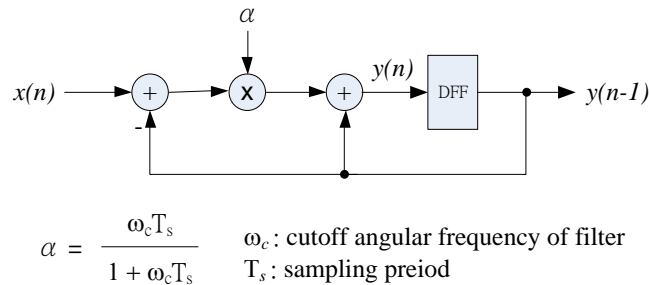 α
x(n) + x + y(n) DFF y(n-1)
-
α = ω_cT_s / 1 + ω_cT_s
ω_c : cutoff angular frequency of filter
T_s : sampling preiod